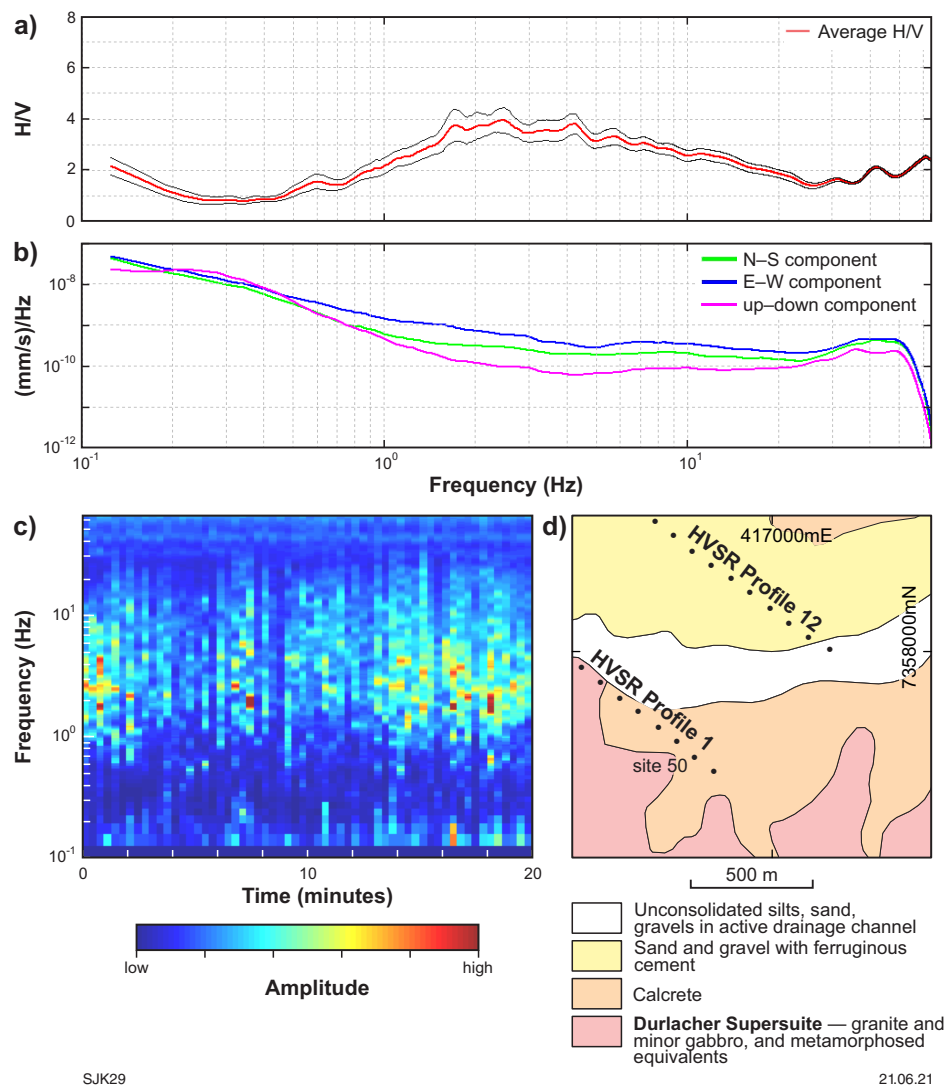 a)
8
6
4
2
0
H/V
Average H/V
b)
10⁻⁸
10⁻¹⁰
10⁻¹²
(mm/s)/Hz
N–S component
E–W component
up–down component
10⁻¹
10⁰
10¹
Frequency (Hz)
c)
10¹
10⁰
10⁻¹
Frequency (Hz)
0
10
20
Time (minutes)
low
high
Amplitude
d)
417000mE
7358000mN
HVSR Profile 12
HVSR Profile 1
site 50
500 m
Unconsolidated silts, sand,
gravels in active drainage channel
Sand and gravel with ferruginous
cement
Calcrete
Durlacher Supersuite — granite and
minor gabbro, and metamorphosed
equivalents
SJK29
21.06.21